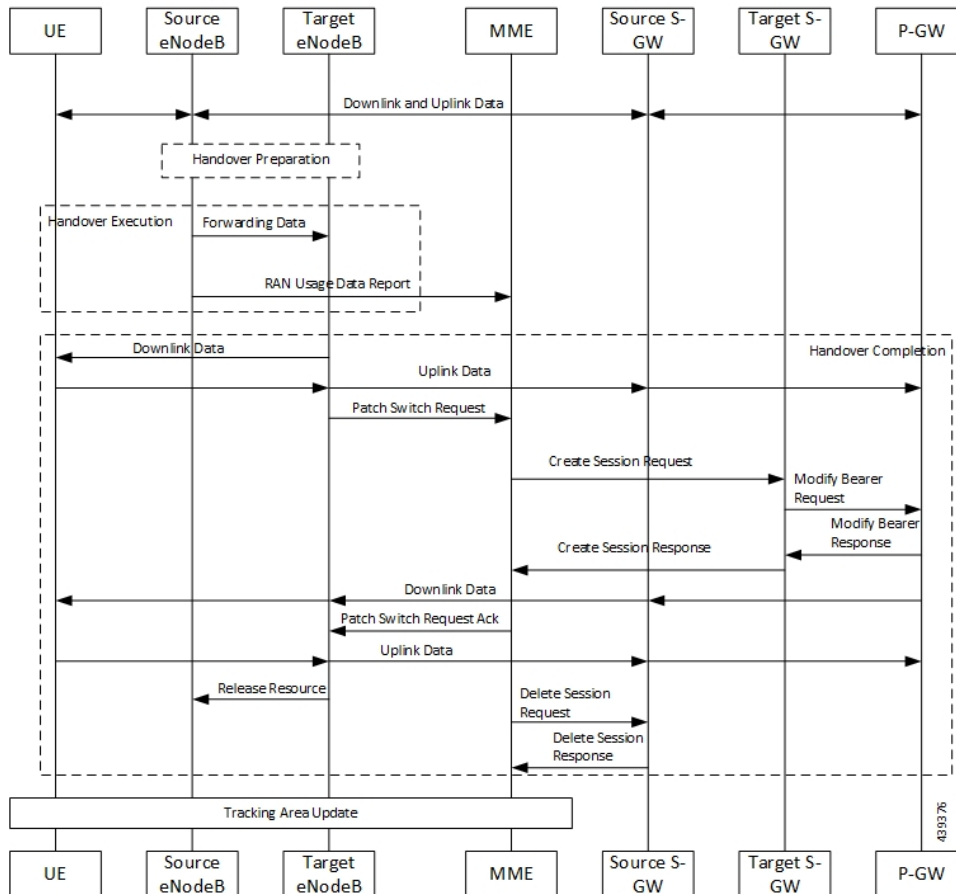 UE
Source
eNodeB
Target
eNodeB
MME
Source S-
GW
Target S-
GW
P-GW
Downlink and Uplink Data
Handover Preparation
Handover Execution
Forwarding Data
RAN Usage Data Report
Downlink Data
Handover Completion
Uplink Data
Patch Switch Request
Create Session Request
Modify Bearer
Request
Modify Bearer
Response
Create Session Response
Downlink Data
Patch Switch Request Ack
Uplink Data
Release Resource
Delete Session
Request
Delete Session
Response
Tracking Area Update
439376
UE
Source
eNodeB
Target
eNodeB
MME
Source S-
GW
Target S-
GW
P-GW